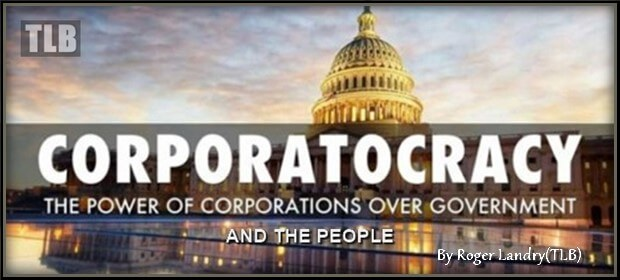 TLB
CORPORATOCRACY
THE POWER OF CORPORATIONS OVER GOVERNMENT
AND THE PEOPLE
By Roger Landry(TLB)